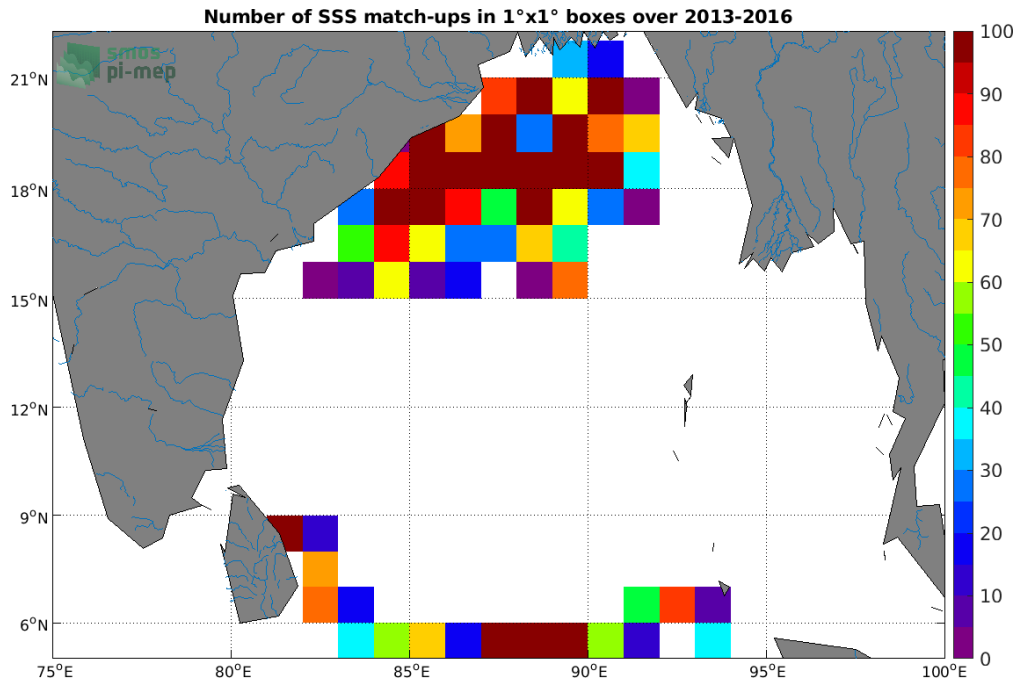 Number of SSS match-ups in 1°x1° boxes over 2013-2016
smos
pi-mep
21°N
18°N
15°N
12°N
9°N
6°N
75°E
80°E
85°E
90°E
95°E
100°E
100
90
80
70
60
50
40
30
20
10
0